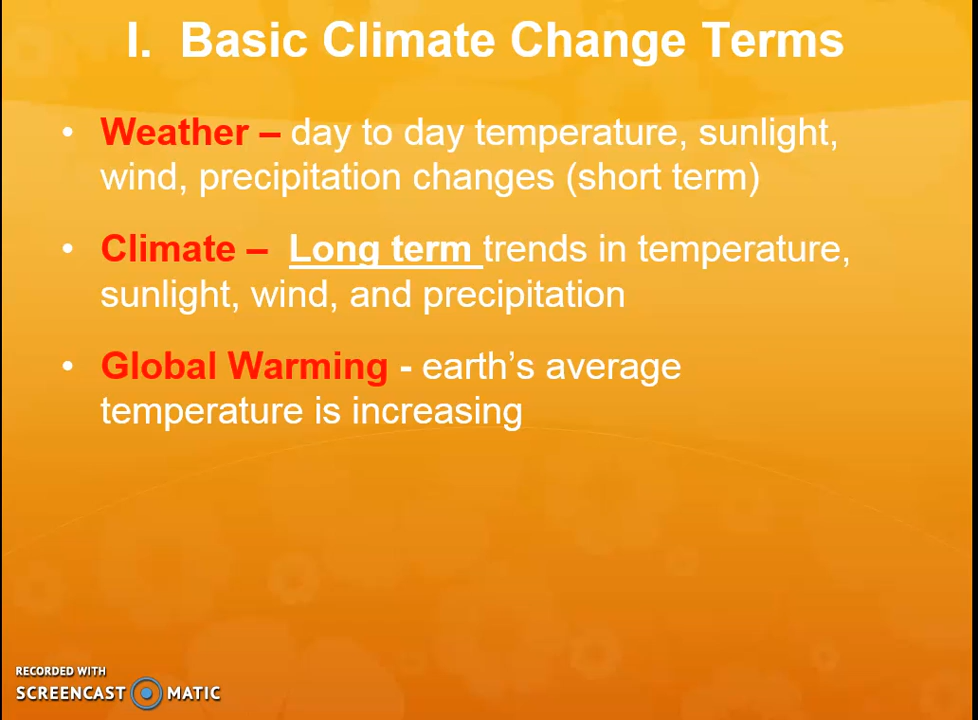 I. Basic Climate Change Terms
• Weather – day to day temperature, sunlight,
wind, precipitation changes (short term)
• Climate – Long term trends in temperature,
sunlight, wind, and precipitation
• Global Warming - earth’s average
temperature is increasing
RECORDED WITH
SCREENCAST MATIC